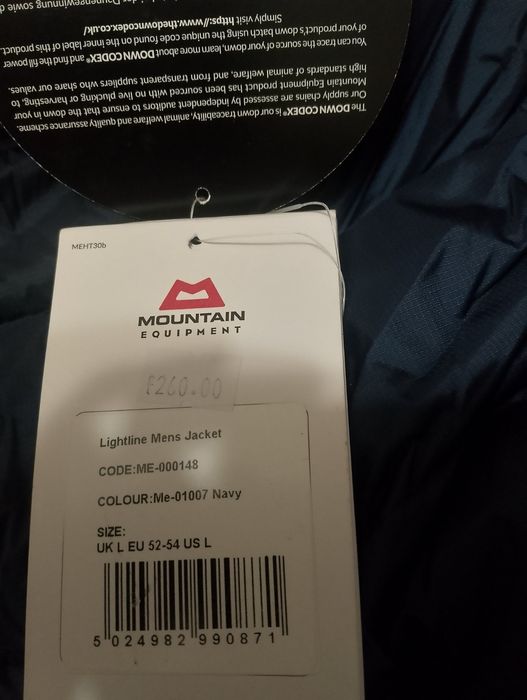 The DOWN CODEX® is our down traceability, animal welfare and quality assurance scheme.
Our supply chains are assessed by independent auditors to ensure that the down in your
Mountain Equipment product has been sourced with no live plucking or harvesting, to
high standards of animal welfare, and from transparent suppliers who share our values.
You can trace the source of your down, learn more about DOWN CODEX® and find the fill power
of your product's down batch using the unique code found on the inner label of this product.
Simply visit https://www.thedowncodex.co.uk/
MEHT30b
MOUNTAIN
EQUIPMENT
£260.00
Lightline Mens Jacket
CODE:ME-000148
COLOUR:Me-01007 Navy
SIZE:
UK L EU 52-54 US L
5 024982 990871